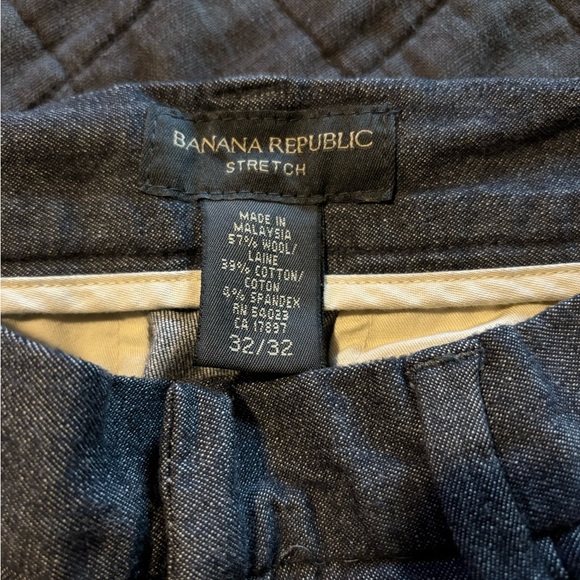 BANANA REPUBLIC
STRETCH
MADE IN
MALAYSIA
57% WOOL/
LAINE
39% COTTON/
COTON
4% SPANDEX
RN 54023
CA 17897
32/32